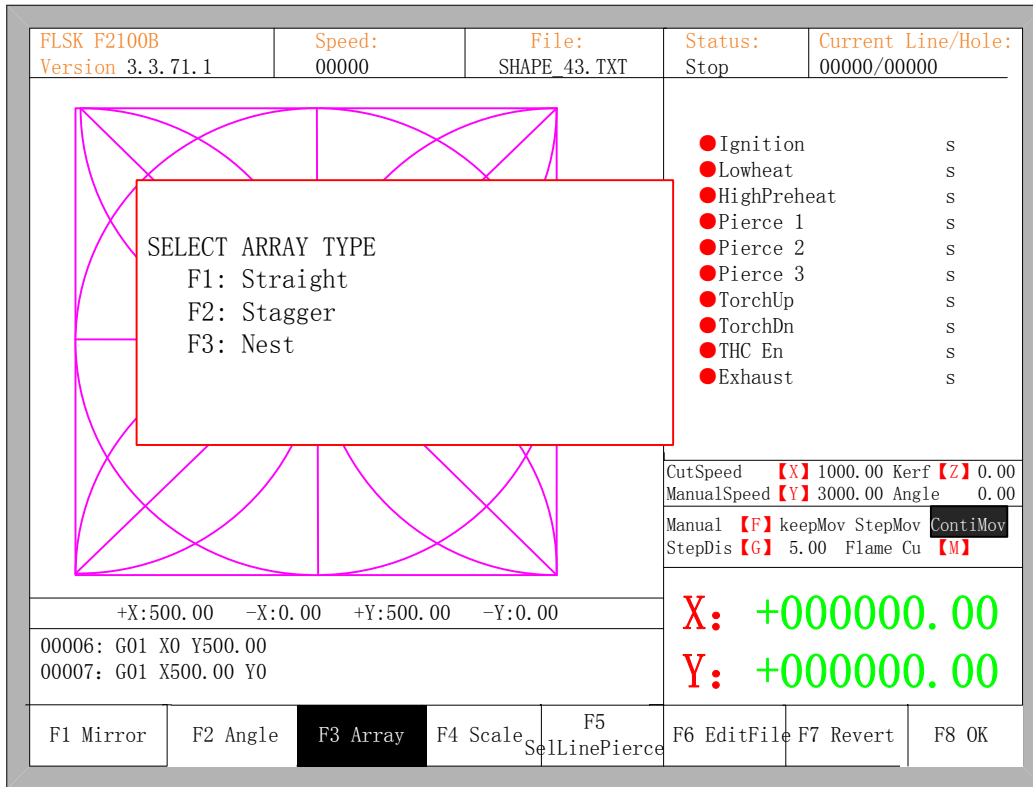 FLSK F2100B
Version 3.3.71.1
Speed:
00000
File:
SHAPE_43.TXT
Status:
Stop
Current Line/Hole:
00000/00000
SELECT ARRAY TYPE
F1: Straight
F2: Stagger
F3: Nest
Ignition s
Lowheat s
HighPreheat s
Pierce 1 s
Pierce 2 s
Pierce 3 s
TorchUp s
TorchDn s
THC En s
Exhaust s
CutSpeed 【X】 1000.00 Kerf 【Z】 0.00
ManualSpeed 【Y】 3000.00 Angle 0.00
Manual 【F】 keepMov StepMov ContiMov
StepDis 【G】 5.00 Flame Cu 【M】
+X:500.00 -X:0.00 +Y:500.00 -Y:0.00
00006: G01 X0 Y500.00
00007: G01 X500.00 Y0
X: +000000.00
Y: +000000.00
F1 Mirror
F2 Angle
F3 Array
F4 Scale
F5
SelLinePierce
F6 EditFile
F7 Revert
F8 OK